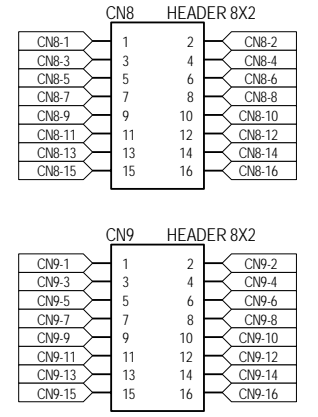 CN8 HEADER 8X2
CN8-1 1 2 CN8-2
CN8-3 3 4 CN8-4
CN8-5 5 6 CN8-6
CN8-7 7 8 CN8-8
CN8-9 9 10 CN8-10
CN8-11 11 12 CN8-12
CN8-13 13 14 CN8-14
CN8-15 15 16 CN8-16
CN9 HEADER 8X2
CN9-1 1 2 CN9-2
CN9-3 3 4 CN9-4
CN9-5 5 6 CN9-6
CN9-7 7 8 CN9-8
CN9-9 9 10 CN9-10
CN9-11 11 12 CN9-12
CN9-13 13 14 CN9-14
CN9-15 15 16 CN9-16